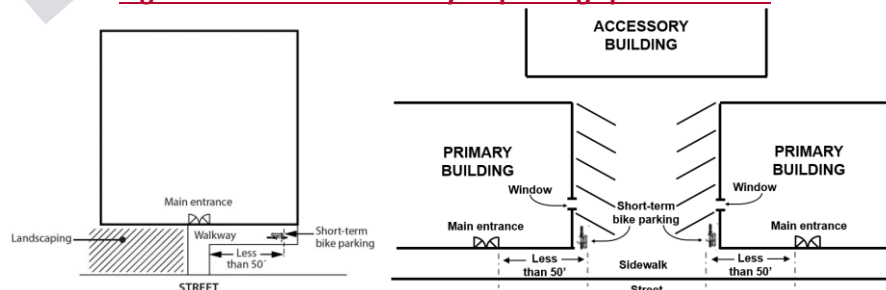 Main entrance
Landscaping
Walkway
Short-term
bike parking
Less
than 50'
STREET
ACCESSORY
BUILDING
PRIMARY
BUILDING
PRIMARY
BUILDING
Window
Window
Short-term
bike parking
Main entrance
Main entrance
Less
than 50'
Sidewalk
Less
than 50'
Street